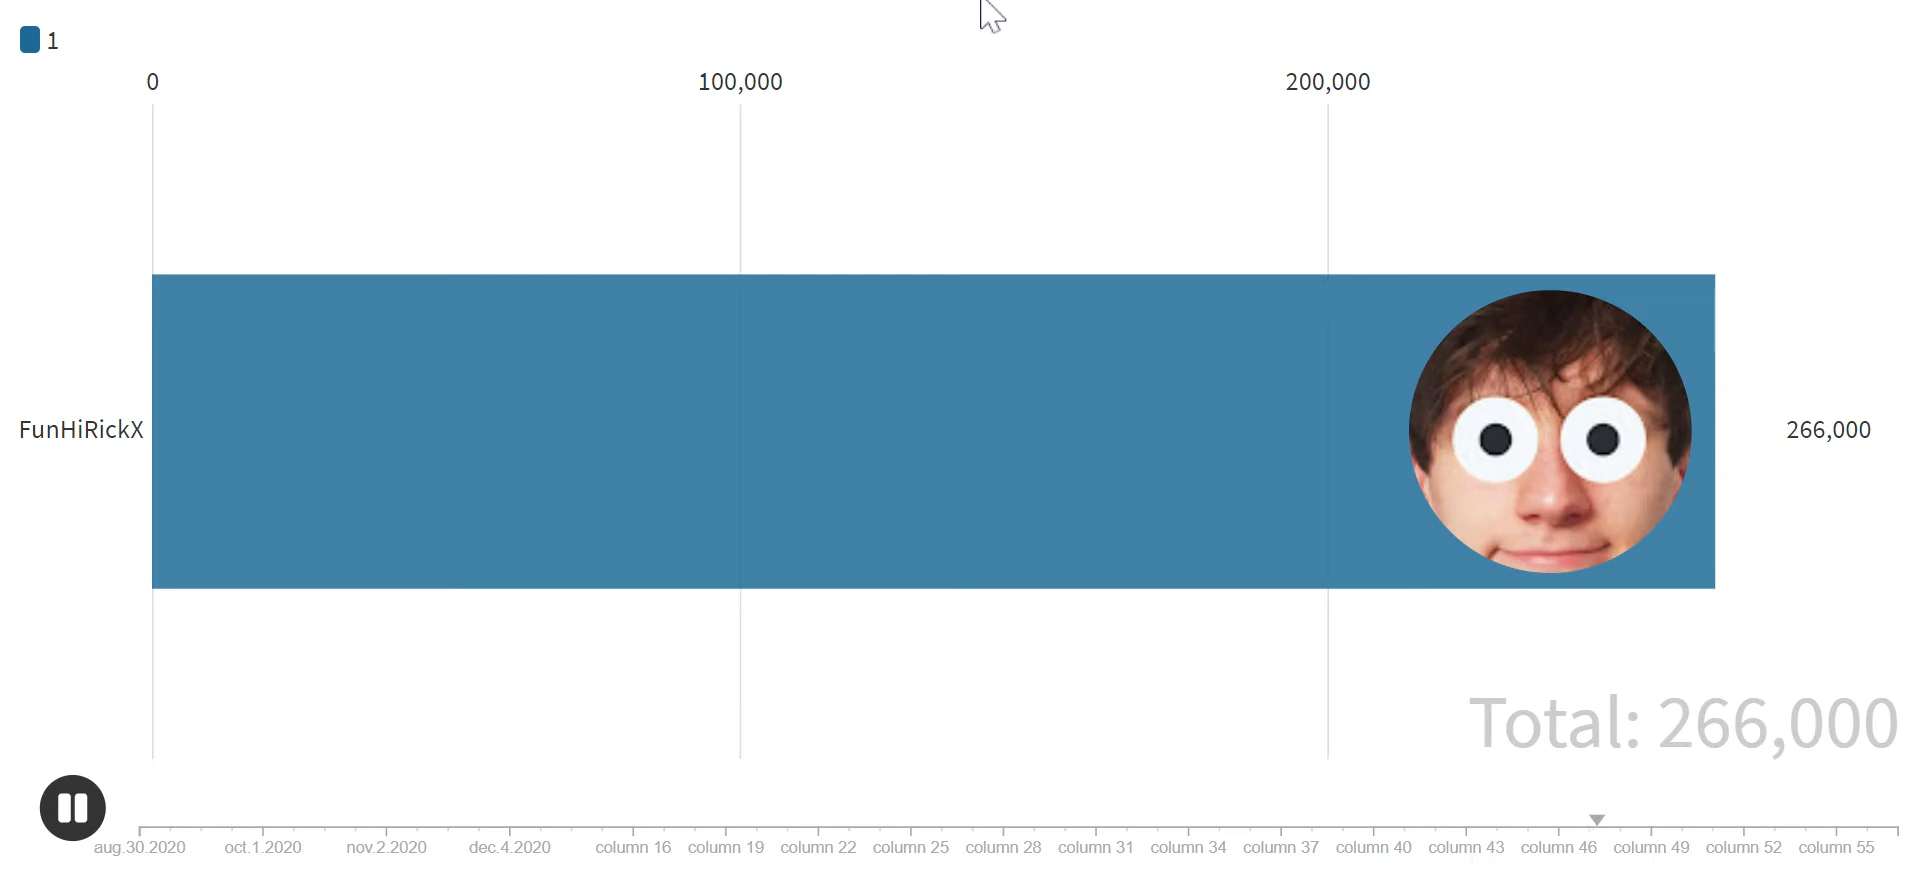 1
0 100,000 200,000
FunHiRickX 266,000
Total: 266,000
aug.30.2020 oct.1.2020 nov.2.2020 dec.4.2020 column 16 column 19 column 22 column 25 column 28 column 31 column 34 column 37 column 40 column 43 column 46 column 49 column 52 column 55